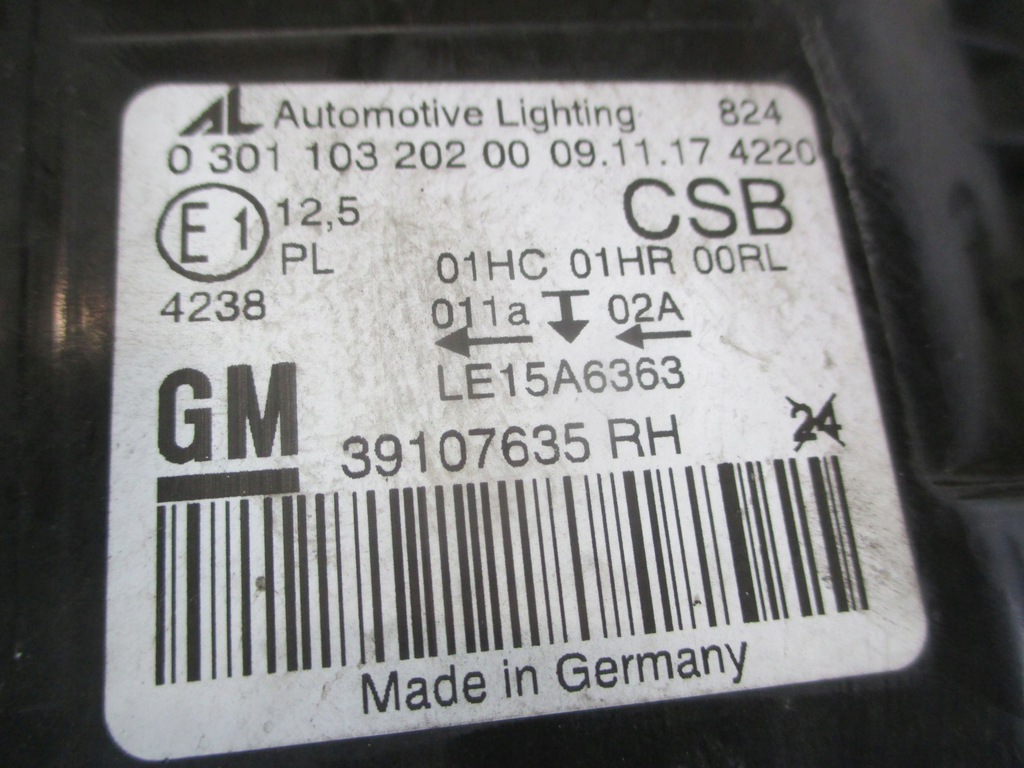 AL Automotive Lighting 824
0 301 103 202 00 09.11.17 4220
E1 12,5 CSB
PL 01HC 01HR 00RL
4238 011a 02A
LE15A6363
GM 39107635 RH 24
Made in Germany